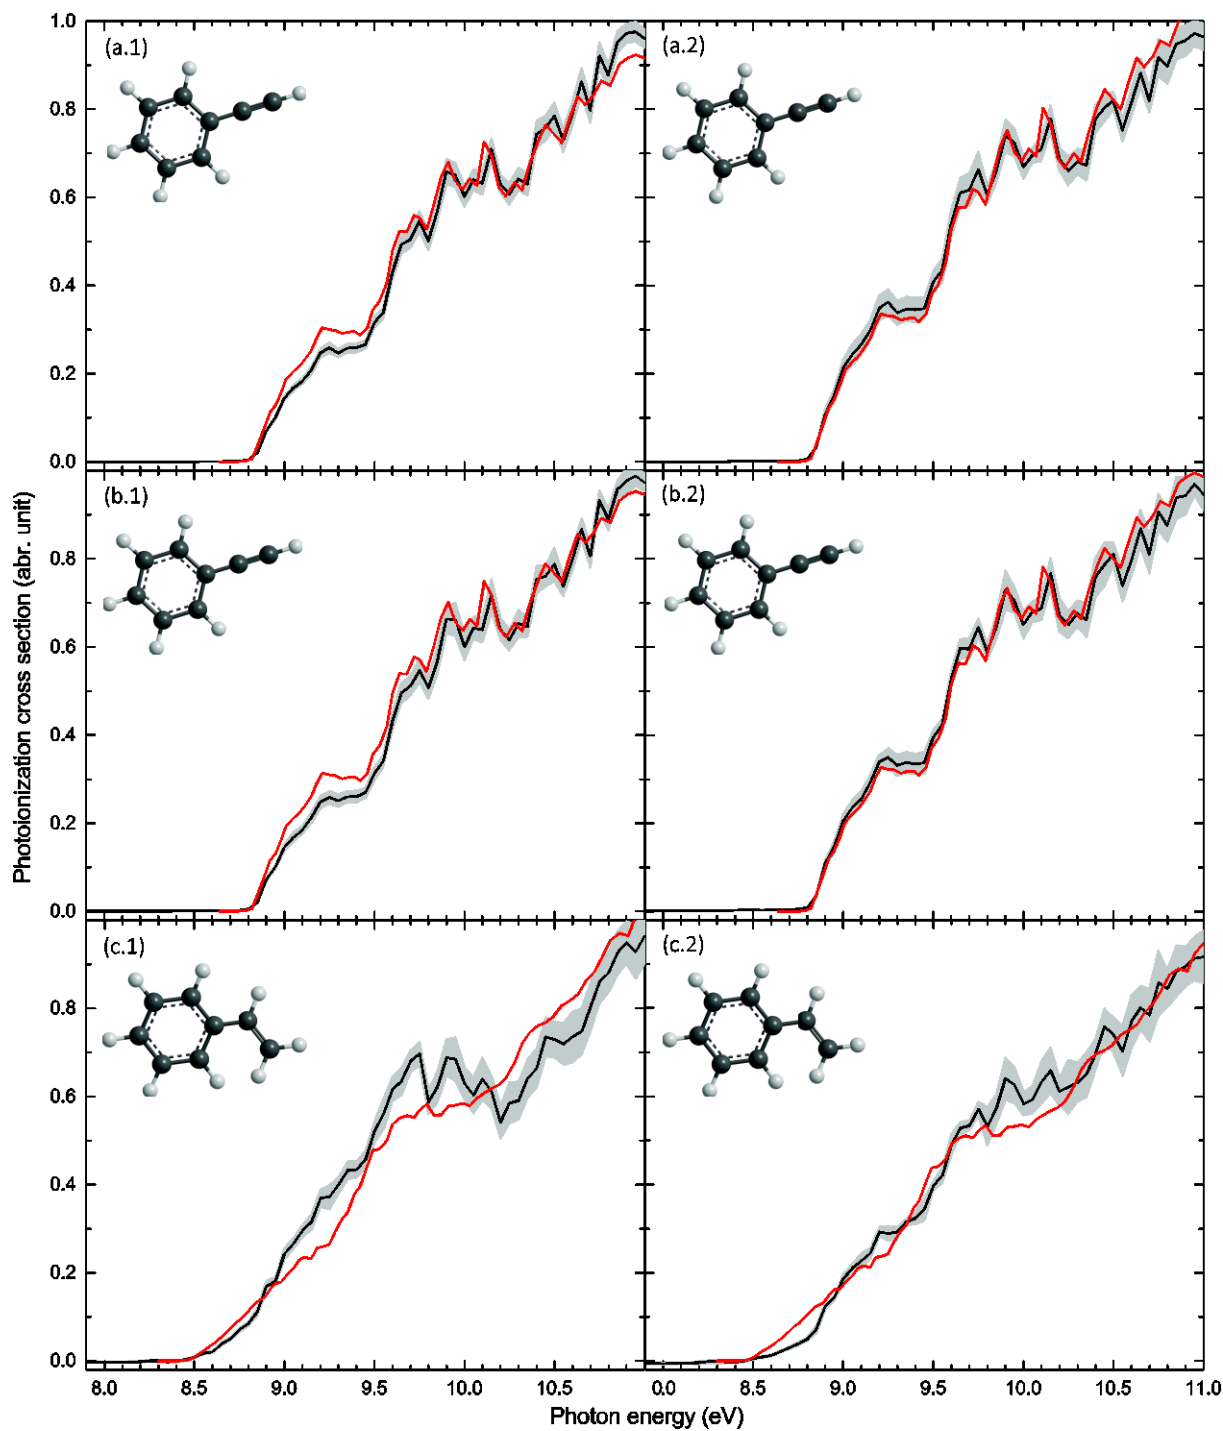 1.0
(a.1)
(a.2)
0.8
0.6
0.4
0.2
0.0
(b.1)
(b.2)
0.8
0.6
0.4
0.2
0.0
(c.1)
(c.2)
0.8
0.6
0.4
0.2
0.0
Photoionization cross section (abr. unit)
8.0 8.5 9.0 9.5 10.0 10.5 8.0 8.5 9.0 9.5 10.0 10.5 11.0
Photon energy (eV)